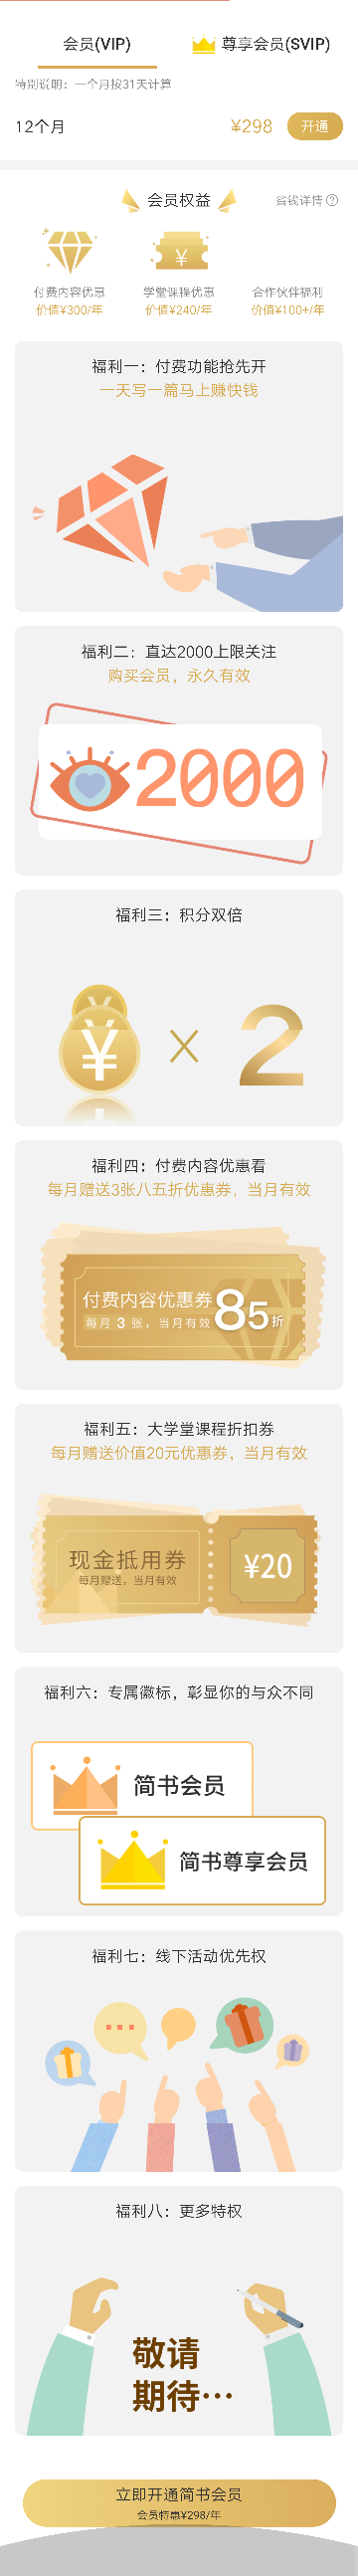 会员(VIP)
尊享会员(SVIP)
特别说明：一个月按31天计算
12个月
¥298
开通
会员权益
省钱详情 ?
¥
付费内容优惠
学堂课程优惠
合作伙伴福利
价值¥300/年
价值¥240/年
价值¥100+/年
福利一：付费功能抢先开
一天写一篇马上赚快钱
福利二：直达2000上限关注
购买会员，永久有效
2000
福利三：积分双倍
¥ × 2
福利四：付费内容优惠看
每月赠送3张八五折优惠券，当月有效
付费内容优惠券
每月 3 张，当月有效
85折
福利五：大学堂课程折扣券
每月赠送价值20元优惠券，当月有效
现金抵用券
每月赠送，当月有效
¥20
福利六：专属徽标，彰显你的与众不同
简书会员
简书尊享会员
福利七：线下活动优先权
福利八：更多特权
敬请
期待…
立即开通简书会员
会员特惠¥298/年